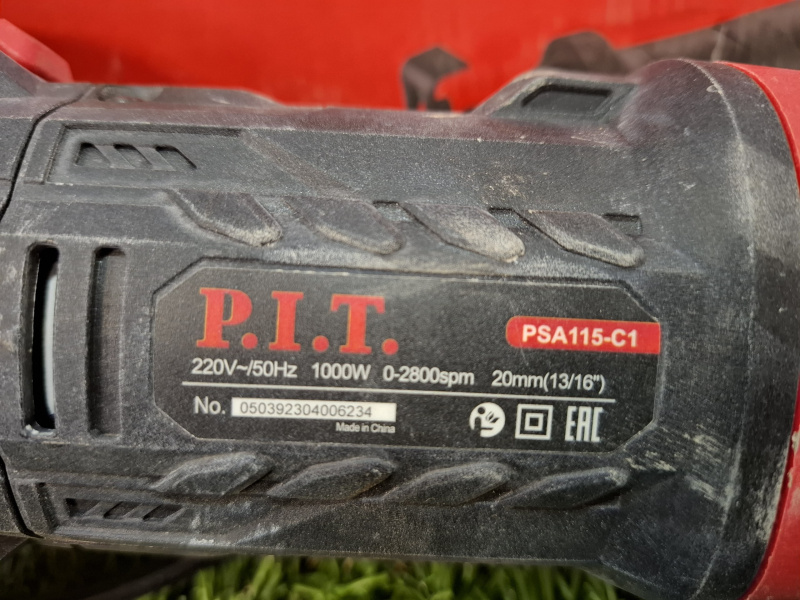 P.I.T.
PSA115-C1
220V~/50Hz 1000W 0-2800spm 20mm(13/16")
No. 050392304006234
Made in China
EAC